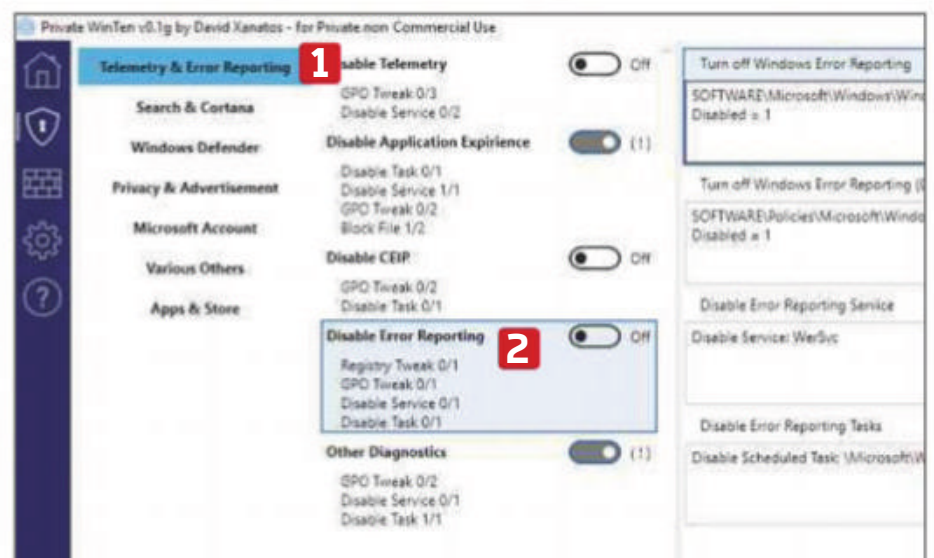 Private WinTen v0.1g by David Xanatos - for Private non Commercial Use
Telemetry & Error Reporting
Search & Cortana
Windows Defender
Privacy & Advertisement
Microsoft Account
Various Others
Apps & Store
1
sable Telemetry
Off
GPO Tweak 0/3
Disable Service 0/2
Disable Application Expirience
(1)
Disable Task 0/1
Disable Service 1/1
GPO Tweak 0/2
Block File 1/2
Disable CEIP
Off
GPO Tweak 0/2
Disable Task 0/1
Disable Error Reporting
2
Off
Registry Tweak 0/1
GPO Tweak 0/1
Disable Service 0/1
Disable Task 0/1
Other Diagnostics
(1)
GPO Tweak 0/2
Disable Service 0/1
Disable Task 1/1
Turn off Windows Error Reporting
SOFTWARE\Microsoft\Windows\Wind
Disabled = 1
Turn off Windows Error Reporting (
SOFTWARE\Policies\Microsoft\Windo
Disabled = 1
Disable Error Reporting Service
Disable Service: WerSvc
Disable Error Reporting Tasks
Disable Scheduled Task: \Microsoft\W